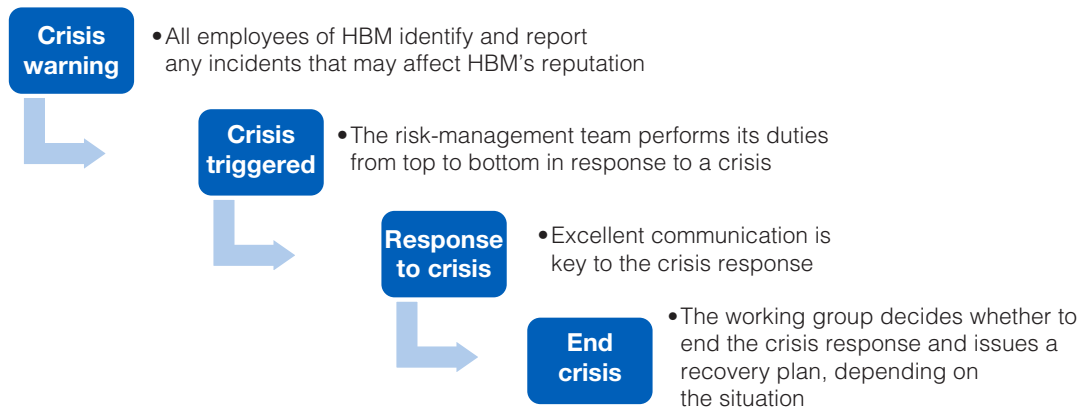 Crisis
warning
•All employees of HBM identify and report
any incidents that may affect HBM’s reputation
Crisis
triggered
•The risk-management team performs its duties
from top to bottom in response to a crisis
Response
to crisis
•Excellent communication is
key to the crisis response
End
crisis
•The working group decides whether to
end the crisis response and issues a
recovery plan, depending on
the situation